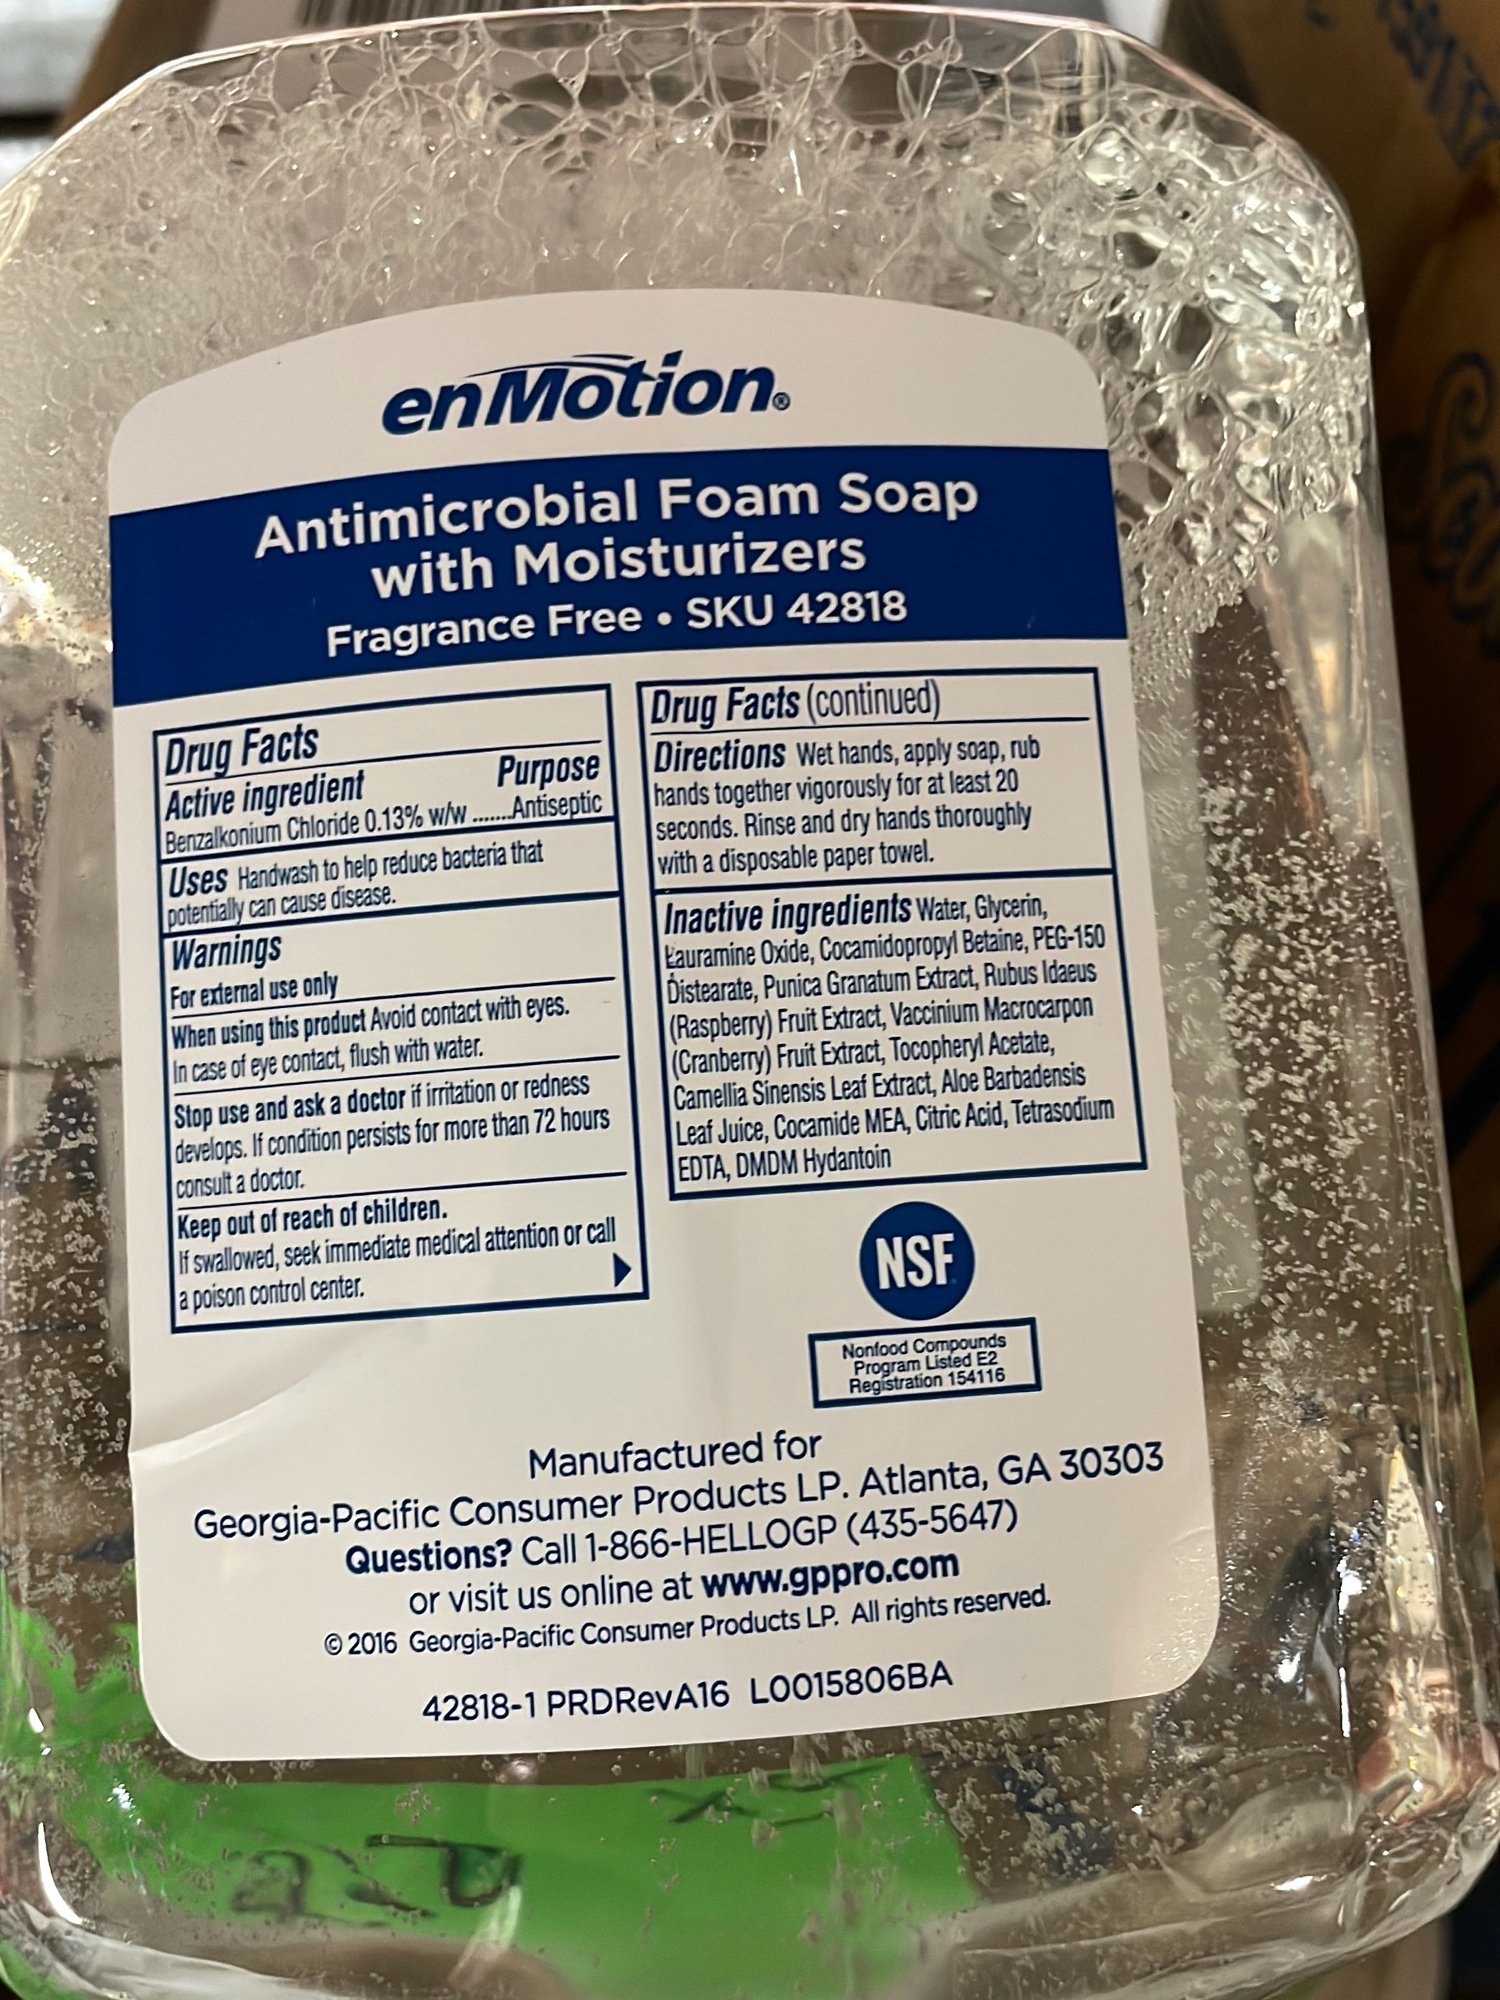 enMotion®
Antimicrobial Foam Soap
with Moisturizers
Fragrance Free • SKU 42818
Drug Facts
Active ingredient Purpose
Benzalkonium Chloride 0.13% w/w .......Antiseptic
Uses Handwash to help reduce bacteria that
potentially can cause disease.
Warnings
For external use only
When using this product Avoid contact with eyes.
In case of eye contact, flush with water.
Stop use and ask a doctor if irritation or redness
develops. If condition persists for more than 72 hours
consult a doctor.
Keep out of reach of children.
If swallowed, seek immediate medical attention or call
a poison control center.
Drug Facts (continued)
Directions Wet hands, apply soap, rub
hands together vigorously for at least 20
seconds. Rinse and dry hands thoroughly
with a disposable paper towel.
Inactive ingredients Water, Glycerin,
Lauramine Oxide, Cocamidopropyl Betaine, PEG-150
Distearate, Punica Granatum Extract, Rubus Idaeus
(Raspberry) Fruit Extract, Vaccinium Macrocarpon
(Cranberry) Fruit Extract, Tocopheryl Acetate,
Camellia Sinensis Leaf Extract, Aloe Barbadensis
Leaf Juice, Cocamide MEA, Citric Acid, Tetrasodium
EDTA, DMDM Hydantoin
NSF
Nonfood Compounds
Program Listed E2
Registration 154116
Manufactured for
Georgia-Pacific Consumer Products LP. Atlanta, GA 30303
Questions? Call 1-866-HELLOGP (435-5647)
or visit us online at www.gppro.com
© 2016 Georgia-Pacific Consumer Products LP. All rights reserved.
42818-1 PRDRevA16 L0015806BA